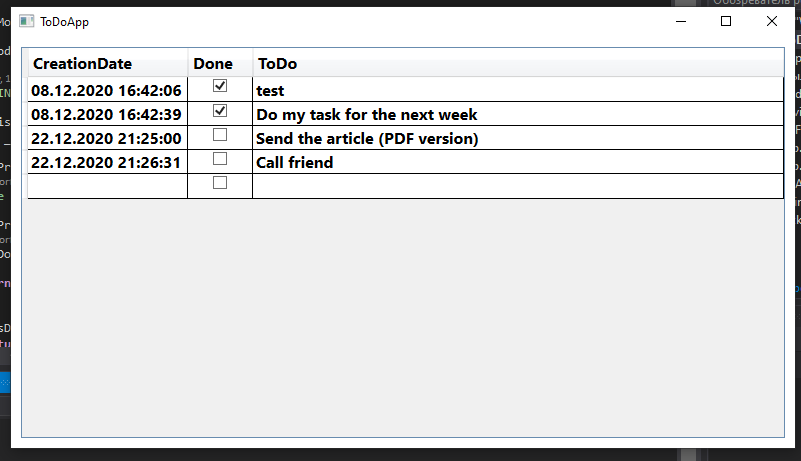 Обозреватель р
ToDoApp
CreationDate Done ToDo
08.12.2020 16:42:06 test
08.12.2020 16:42:39 Do my task for the next week
22.12.2020 21:25:00 Send the article (PDF version)
22.12.2020 21:26:31 Call friend